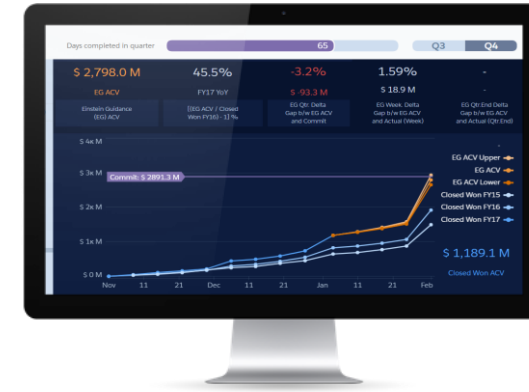 Days completed in quarter
65
Q3 Q4
$ 2,798.0 M 45.5% -3.2% 1.59% -
EG ACV FY17 YoY $ -93.3 M $ 18.9 M -
Einstein Guidance
(EG) ACV
[(EG ACV / Closed
Won FY16) - 1] %
EG Qtr. Delta
Gap b/w EG ACV
and Commit
EG Week. Delta
Gap b/w EG ACV
and Actual (Week)
EG Qtr.End Delta
Gap b/w EG ACV
and Actual (Qtr End)
-
$ 4K M
$ 3K M
$ 2K M
$ 1K M
$ 0 M
Commit: $ 2891.3 M
EG ACV Upper
EG ACV
EG ACV Lower
Closed Won FY15
Closed Won FY16
Closed Won FY17
$ 1,189.1 M
Closed Won ACV
Nov 11 21 Dec 11 21 Jan 11 21 Feb